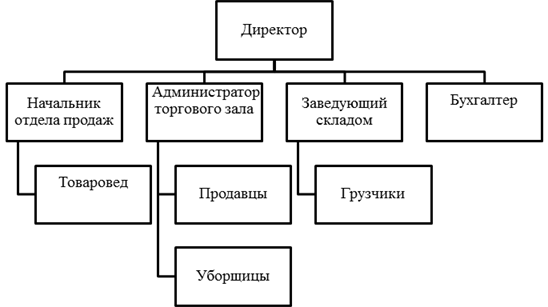 Директор
Начальник
отдела продаж
Администратор
торгового зала
Заведующий
складом
Бухгалтер
Товаровед
Продавцы
Грузчики
Уборщицы